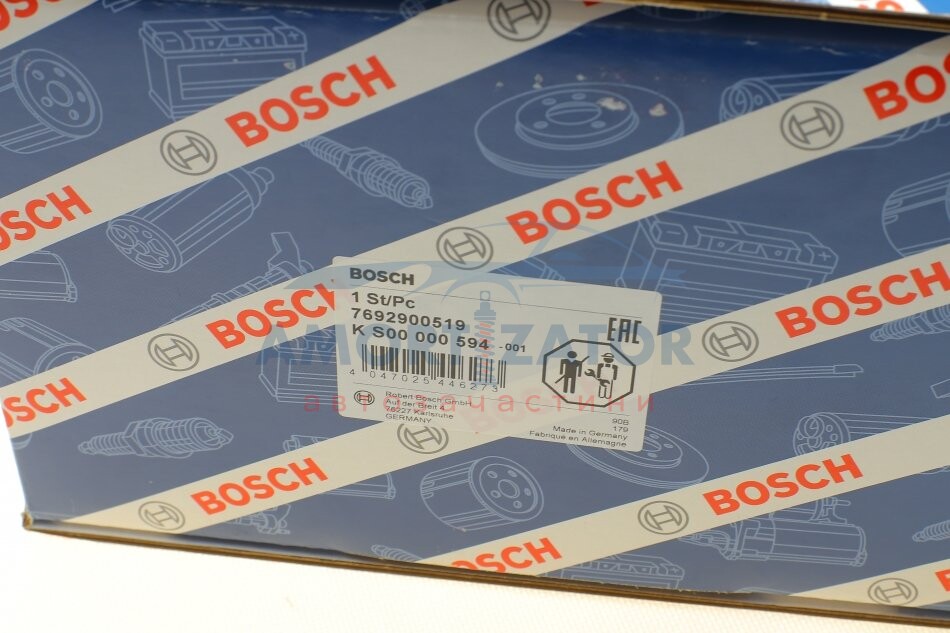 BOSCH
BOSCH
BOSCH
BOSCH
BOSCH
BOSCH
1 St/Pc
7692900519
K S00 000 594 -001
EAC
4 047025 446273
AMORTIZATOR
автозапчастини
Robert Bosch GmbH
Auf der Breit 4
76227 Karlsruhe
GERMANY
90B
179
Made in Germany
Fabriqué en Allemagne
BOSCH
BOSCH
BOSCH
BOSCH